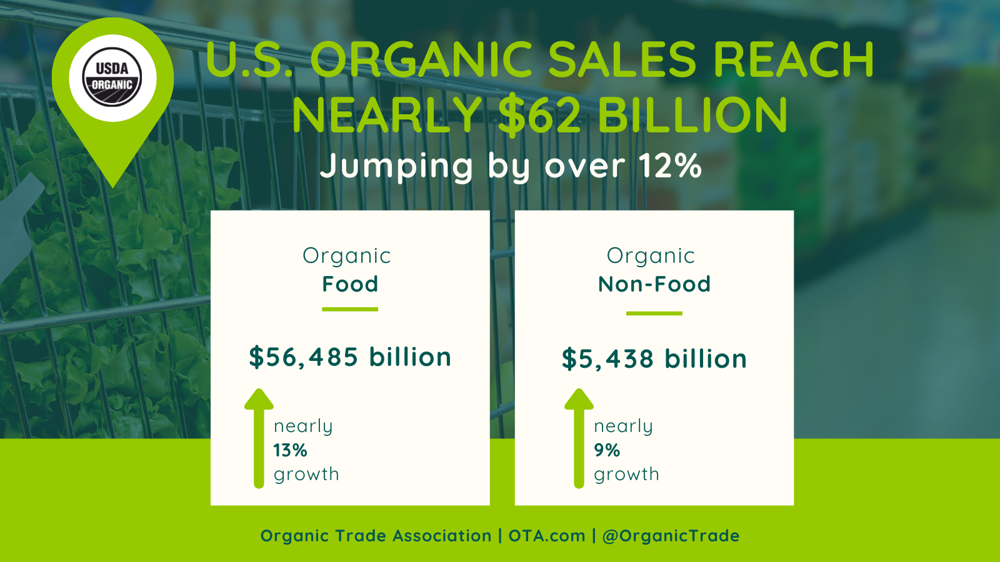 USDA
ORGANIC
U.S. ORGANIC SALES REACH
NEARLY $62 BILLION
Jumping by over 12%
Organic
Food
$56,485 billion
nearly
13%
growth
Organic
Non-Food
$5,438 billion
nearly
9%
growth
Organic Trade Association | OTA.com | @OrganicTrade